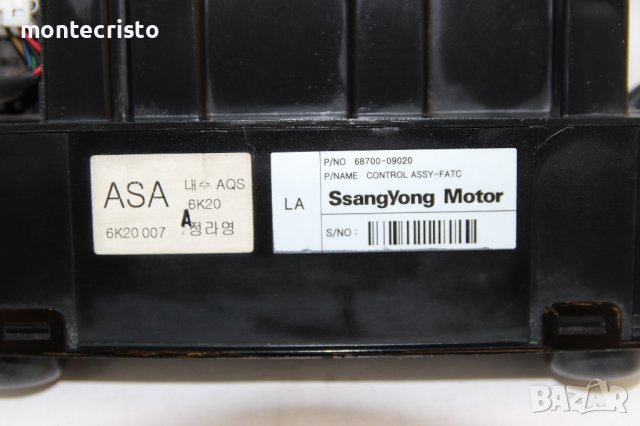 montecristo
ASA 내수 AQS
6K20
A
6K20 007 정라영
LA
P/NO 68700-09020
P/NAME CONTROL ASSY-FATC
SsangYong Motor
S/NO :
BAZAR